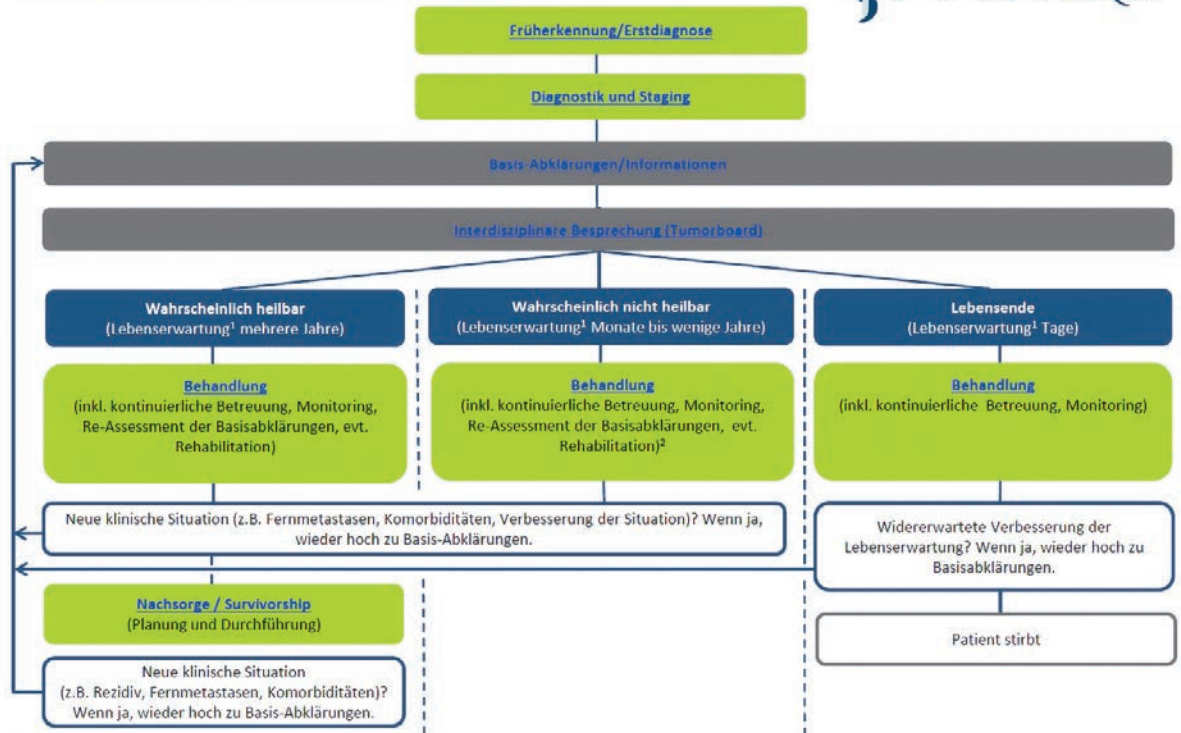 Früherkennung/Erstdiagnose
Diagnostik und Staging
Basis-Abklärungen/Informationen
Interdisziplinäre Besprechung (Tumorboard)
Wahrscheinlich heilbar
(Lebenserwartung¹ mehrere Jahre)
Wahrscheinlich nicht heilbar
(Lebenserwartung¹ Monate bis wenige Jahre)
Lebensende
(Lebenserwartung¹ Tage)
Behandlung
(inkl. kontinuierliche Betreuung, Monitoring,
Re-Assessment der Basisabklärungen, evt.
Rehabilitation)
Behandlung
(inkl. kontinuierliche Betreuung, Monitoring,
Re-Assessment der Basisabklärungen, evt.
Rehabilitation)²
Behandlung
(inkl. kontinuierliche Betreuung, Monitoring)
Neue klinische Situation (z.B. Fernmetastasen, Komorbiditäten, Verbesserung der Situation)? Wenn ja,
wieder hoch zu Basis-Abklärungen.
Widererwartete Verbesserung der
Lebenserwartung? Wenn ja, wieder hoch zu
Basisabklärungen.
Nachsorge / Survivorship
(Planung und Durchführung)
Patient stirbt
Neue klinische Situation
(z.B. Rezidiv, Fernmetastasen, Komorbiditäten)?
Wenn ja, wieder hoch zu Basis-Abklärungen.